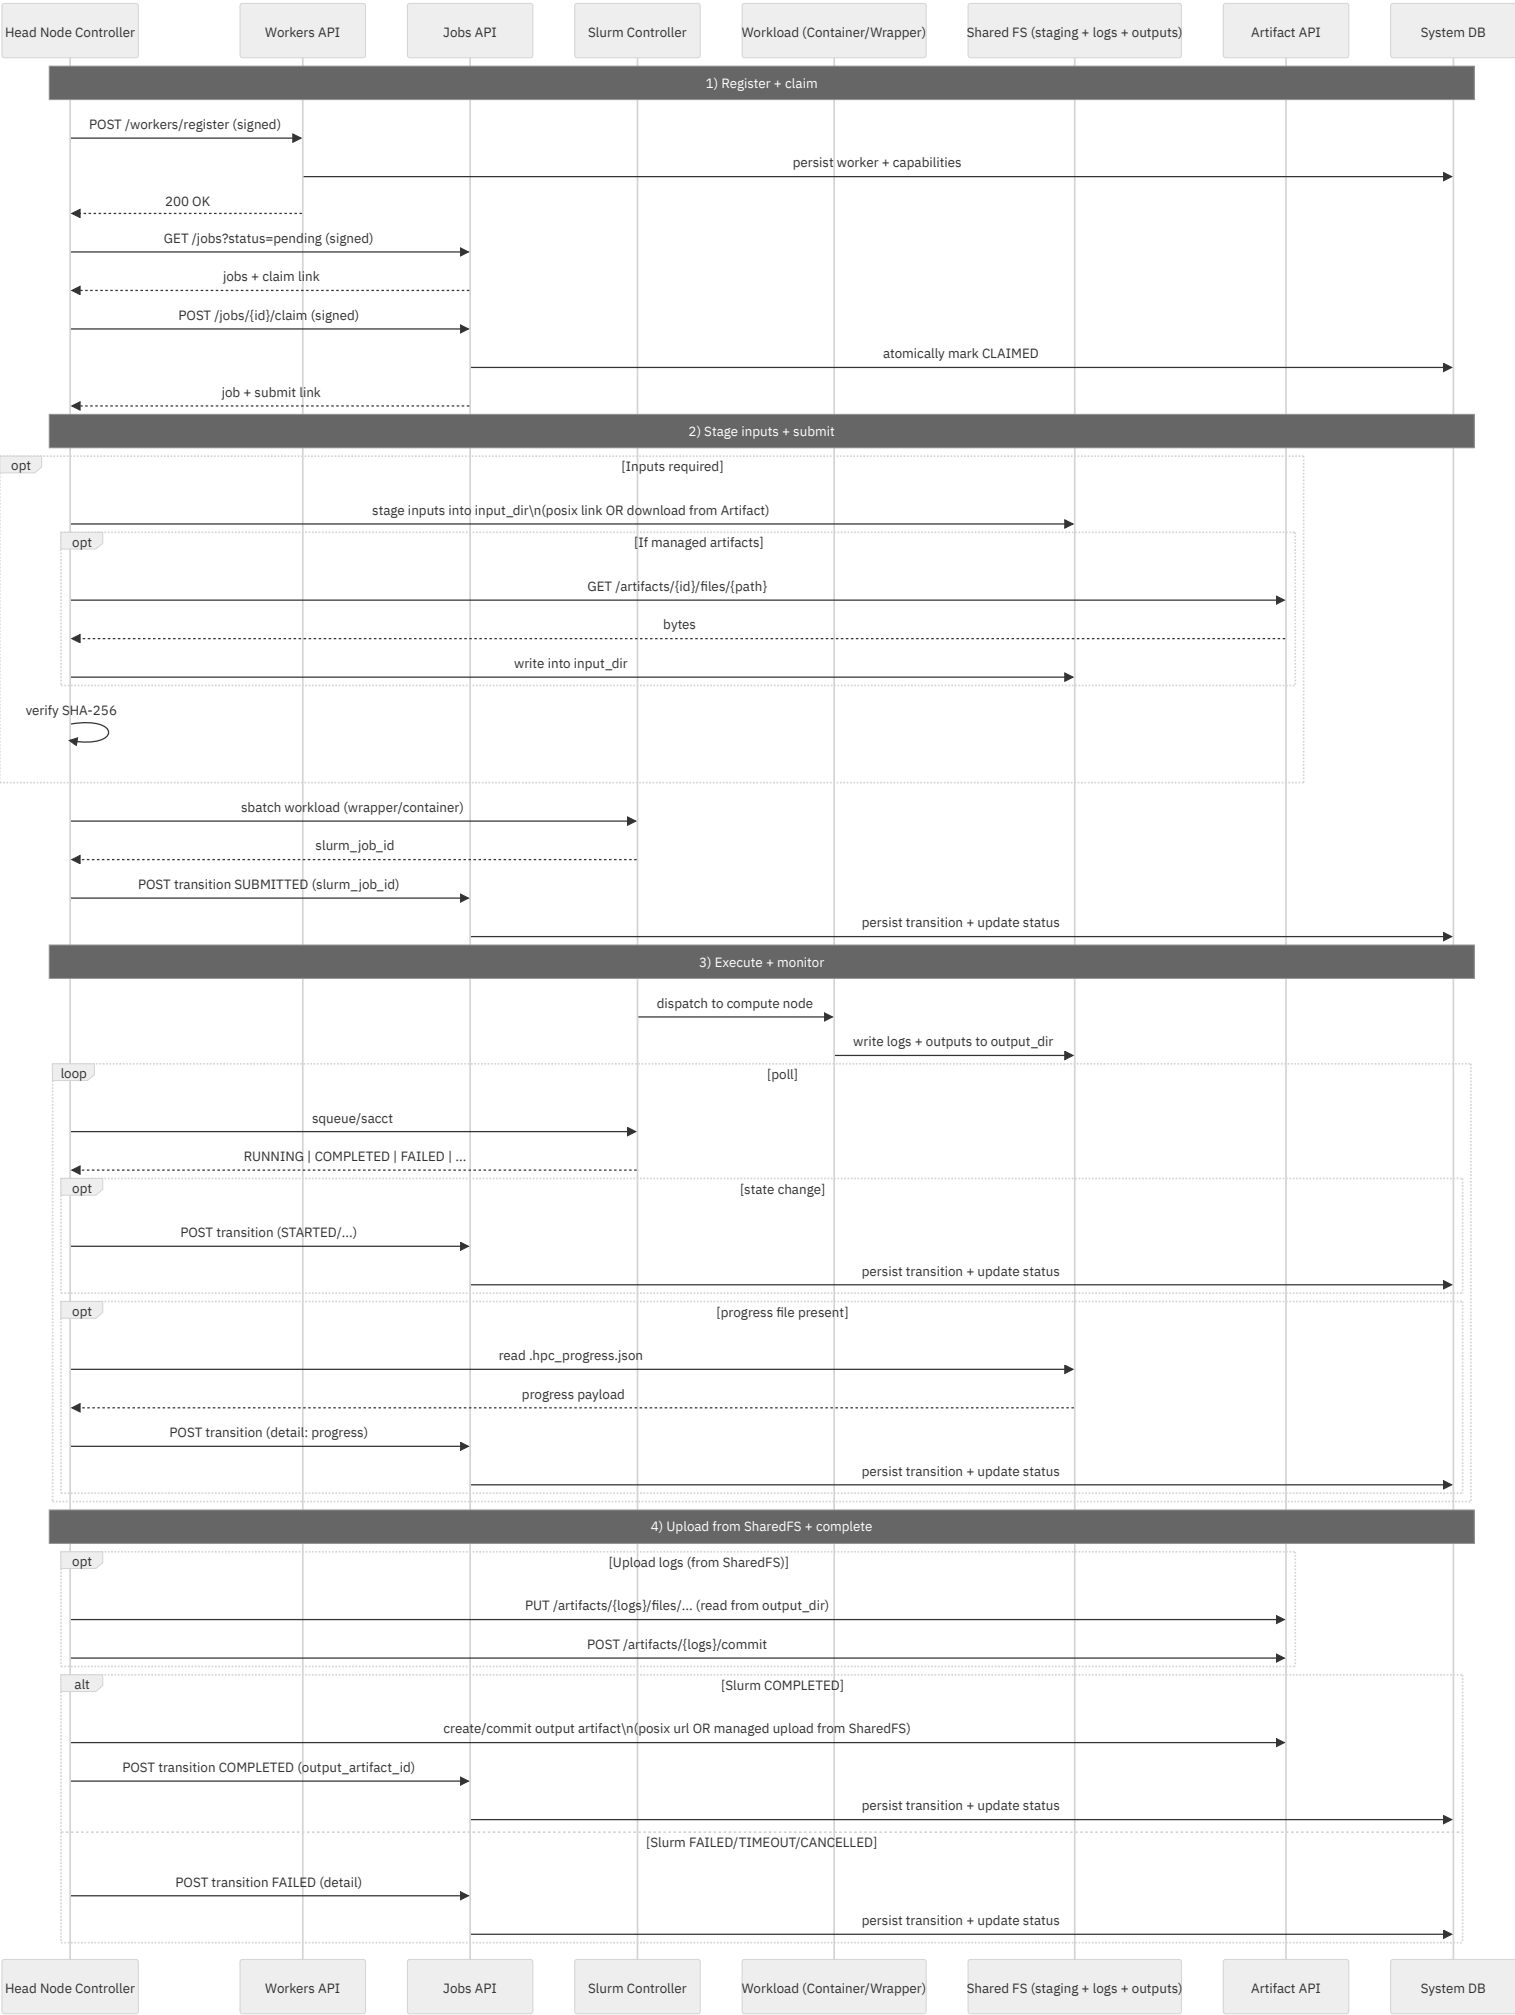 Head Node Controller
Workers API
Jobs API
Slurm Controller
Workload (Container/Wrapper)
Shared FS (staging + logs + outputs)
Artifact API
System DB
1) Register + claim
POST /workers/register (signed)
persist worker + capabilities
200 OK
GET /jobs?status=pending (signed)
jobs + claim link
POST /jobs/{id}/claim (signed)
atomically mark CLAIMED
job + submit link
2) Stage inputs + submit
opt
[Inputs required]
stage inputs into input_dir\n(posix link OR download from Artifact)
opt
[If managed artifacts]
GET /artifacts/{id}/files/{path}
bytes
write into input_dir
verify SHA-256
sbatch workload (wrapper/container)
slurm_job_id
POST transition SUBMITTED (slurm_job_id)
persist transition + update status
3) Execute + monitor
dispatch to compute node
write logs + outputs to output_dir
loop
[poll]
squeue/sacct
RUNNING | COMPLETED | FAILED | ...
opt
[state change]
POST transition (STARTED/...)
persist transition + update status
opt
[progress file present]
read .hpc_progress.json
progress payload
POST transition (detail: progress)
persist transition + update status
4) Upload from SharedFS + complete
opt
[Upload logs (from SharedFS)]
PUT /artifacts/{logs}/files/... (read from output_dir)
POST /artifacts/{logs}/commit
alt
[Slurm COMPLETED]
create/commit output artifact\n(posix url OR managed upload from SharedFS)
POST transition COMPLETED (output_artifact_id)
persist transition + update status
[Slurm FAILED/TIMEOUT/CANCELLED]
POST transition FAILED (detail)
persist transition + update status
Head Node Controller
Workers API
Jobs API
Slurm Controller
Workload (Container/Wrapper)
Shared FS (staging + logs + outputs)
Artifact API
System DB